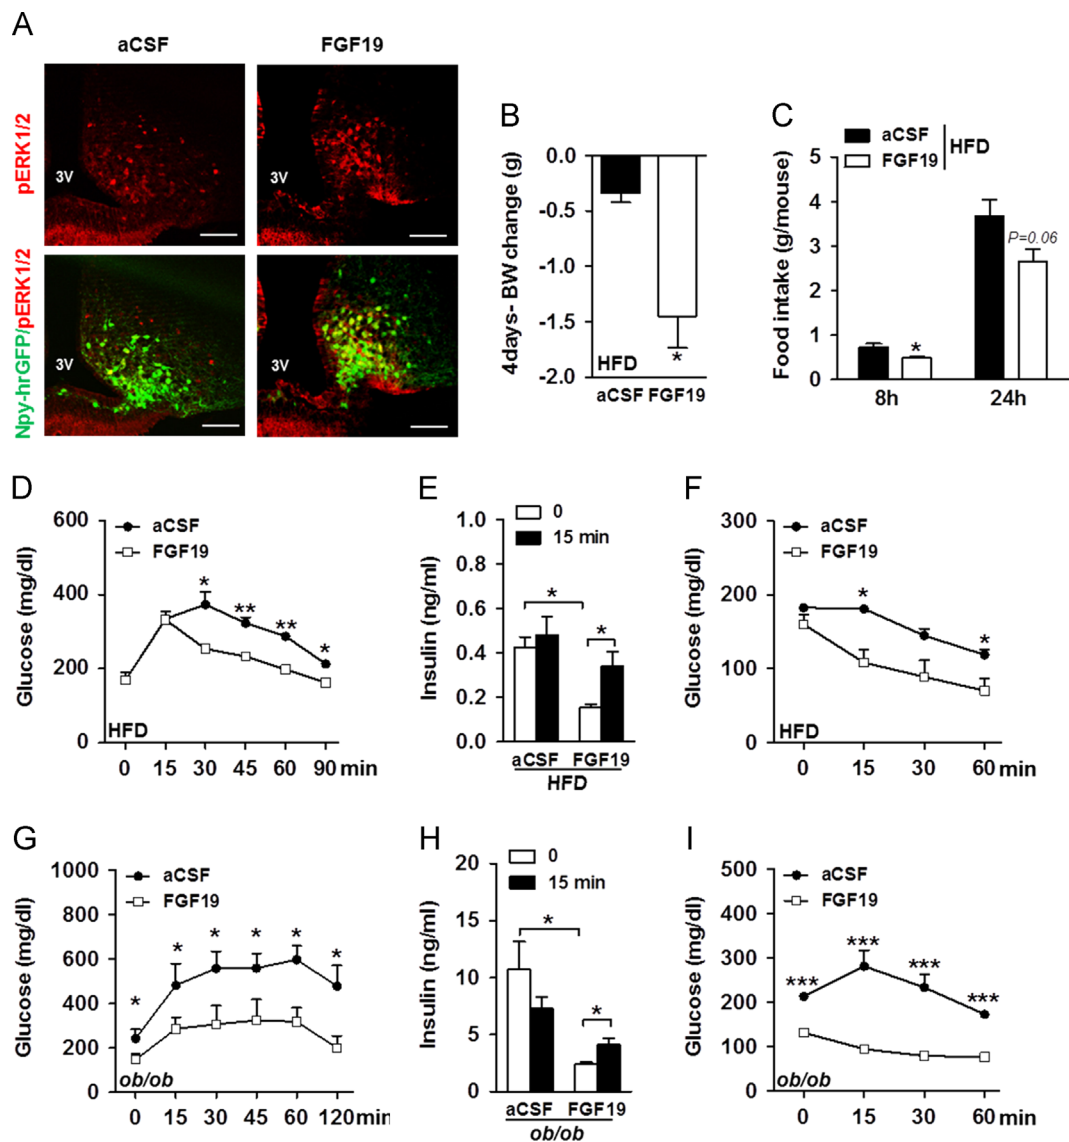 A
aCSF
FGF19
pERK1/2
3V
3V
Npy-hrGFP/pERK1/2
3V
3V
B
4days- BW change (g)
0.0
-0.5
-1.0
-1.5
-2.0
HFD
*
aCSF FGF19
C
aCSF
FGF19
HFD
Food intake (g/mouse)
5
4
3
2
1
0
*
P=0.06
8h
24h
D
Glucose (mg/dl)
600
400
200
0
aCSF
FGF19
* ** ** *
HFD
0 15 30 45 60 90 min
E
Insulin (ng/ml)
1.0
0.8
0.6
0.4
0.2
0.0
0
15 min
*
*
aCSF FGF19
HFD
F
Glucose (mg/dl)
300
200
100
0
aCSF
FGF19
* *
HFD
0 15 30 60 min
G
Glucose (mg/dl)
1000
800
600
400
200
0
aCSF
FGF19
* * * * * *
ob/ob
0 15 30 45 60 120 min
H
Insulin (ng/ml)
20
15
10
5
0
0
15 min
*
*
aCSF FGF19
ob/ob
I
Glucose (mg/dl)
500
400
300
200
100
0
aCSF
FGF19
*** *** *** ***
ob/ob
0 15 30 60 min